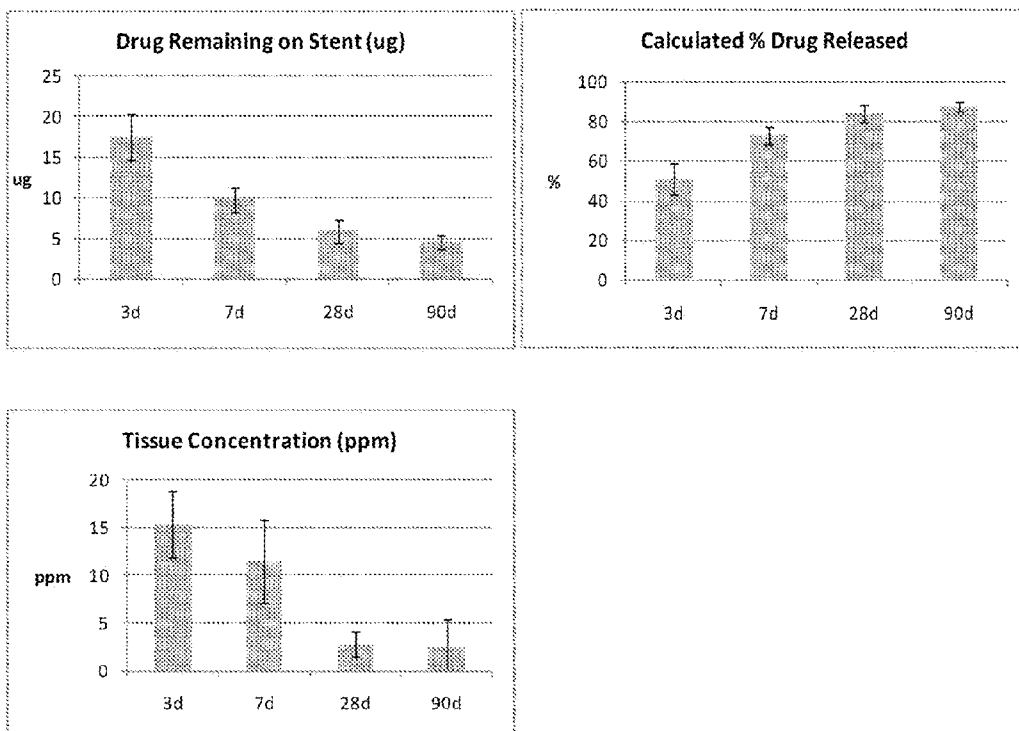 Drug Remaining on Stent (ug)
25
20
15
ug
10
5
0
3d 7d 28d 90d
Calculated % Drug Released
100
80
60
%
40
20
0
3d 7d 28d 90d
Tissue Concentration (ppm)
20
15
ppm 10
5
0
3d 7d 28d 90d